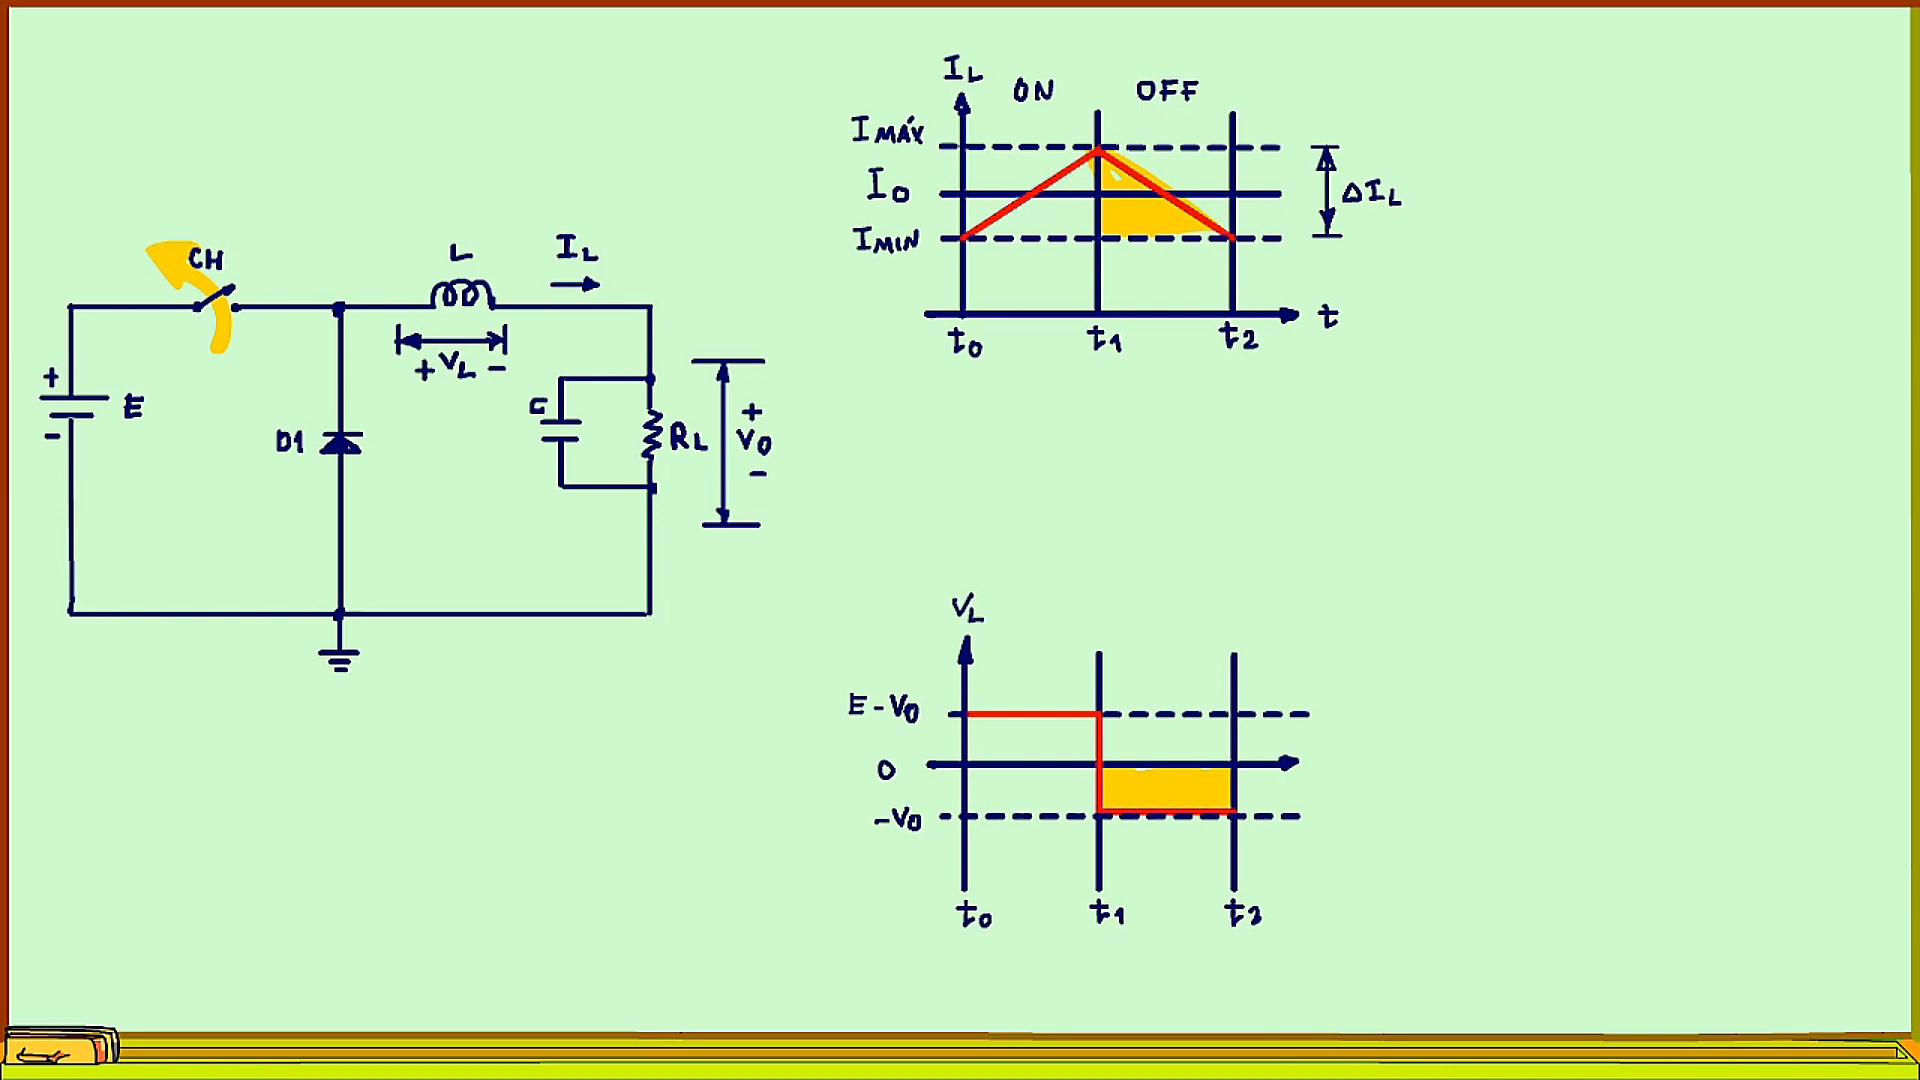 CH
L
IL
+ VL -
+
E
-
D1
C
RL
+
Vo
-
IL
ON
OFF
IMÁX
Io
IMIN
ΔIL
t
t0
t1
t2
VL
E - Vo
0
-Vo
t0
t1
t2